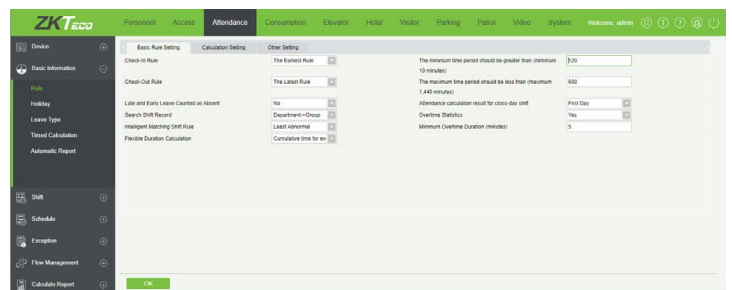 ZKTeco
Personnel Access Attendance Consumption Elevator Hotel Visitor Parking Patrol Video System Welcome, admin
Device
Basic Information
Rule
Holiday
Leave Type
Timed Calculation
Automatic Report
Shift
Schedule
Exception
Flow Management
Calculate Report
Basic Rule Setting Calculation Setting Other Setting
Check-In Rule The Earliest Rule The minimum time period should be greater than (minimum 120
10 minutes)
Check-Out Rule The Latest Rule The maximum time period should be less than (maximum 600
1,440 minutes)
Late and Early Leave Counted as Absent No Attendance calculation result for cross-day shift First Day
Search Shift Record Department->Group Overtime Statistics Yes
Intelligent Matching Shift Rule Least Abnormal Minimum Overtime Duration (minutes) 5
Flexible Duration Calculation Cumulative time for ev
OK